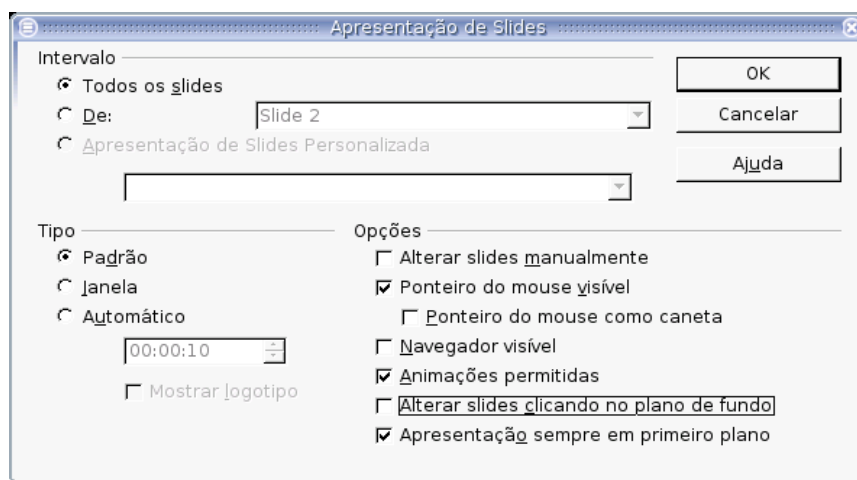 Apresentação de Slides
Intervalo
Todos os slides
De:
Slide 2
Apresentação de Slides Personalizada
OK
Cancelar
Ajuda
Tipo
Padrão
Janela
Automático
00:00:10
Mostrar logotipo
Opções
Alterar slides manualmente
Ponteiro do mouse visível
Ponteiro do mouse como caneta
Navegador visível
Animações permitidas
Alterar slides clicando no plano de fundo
Apresentação sempre em primeiro plano